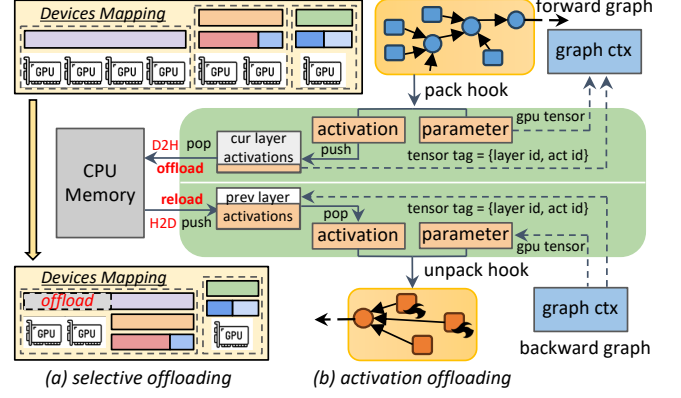 Devices Mapping
GPU GPU GPU GPU GPU GPU GPU
forward graph
graph ctx
pack hook
gpu tensor
activation
parameter
push
tensor tag = {layer id, act id}
cur layer
activations
D2H pop
offload
CPU
Memory
reload
H2D push
prev layer
activations
pop
tensor tag = {layer id, act id}
activation
parameter
gpu tensor
unpack hook
Devices Mapping
offload
GPU GPU GPU GPU GPU
graph ctx
backward graph
(a) selective offloading
(b) activation offloading